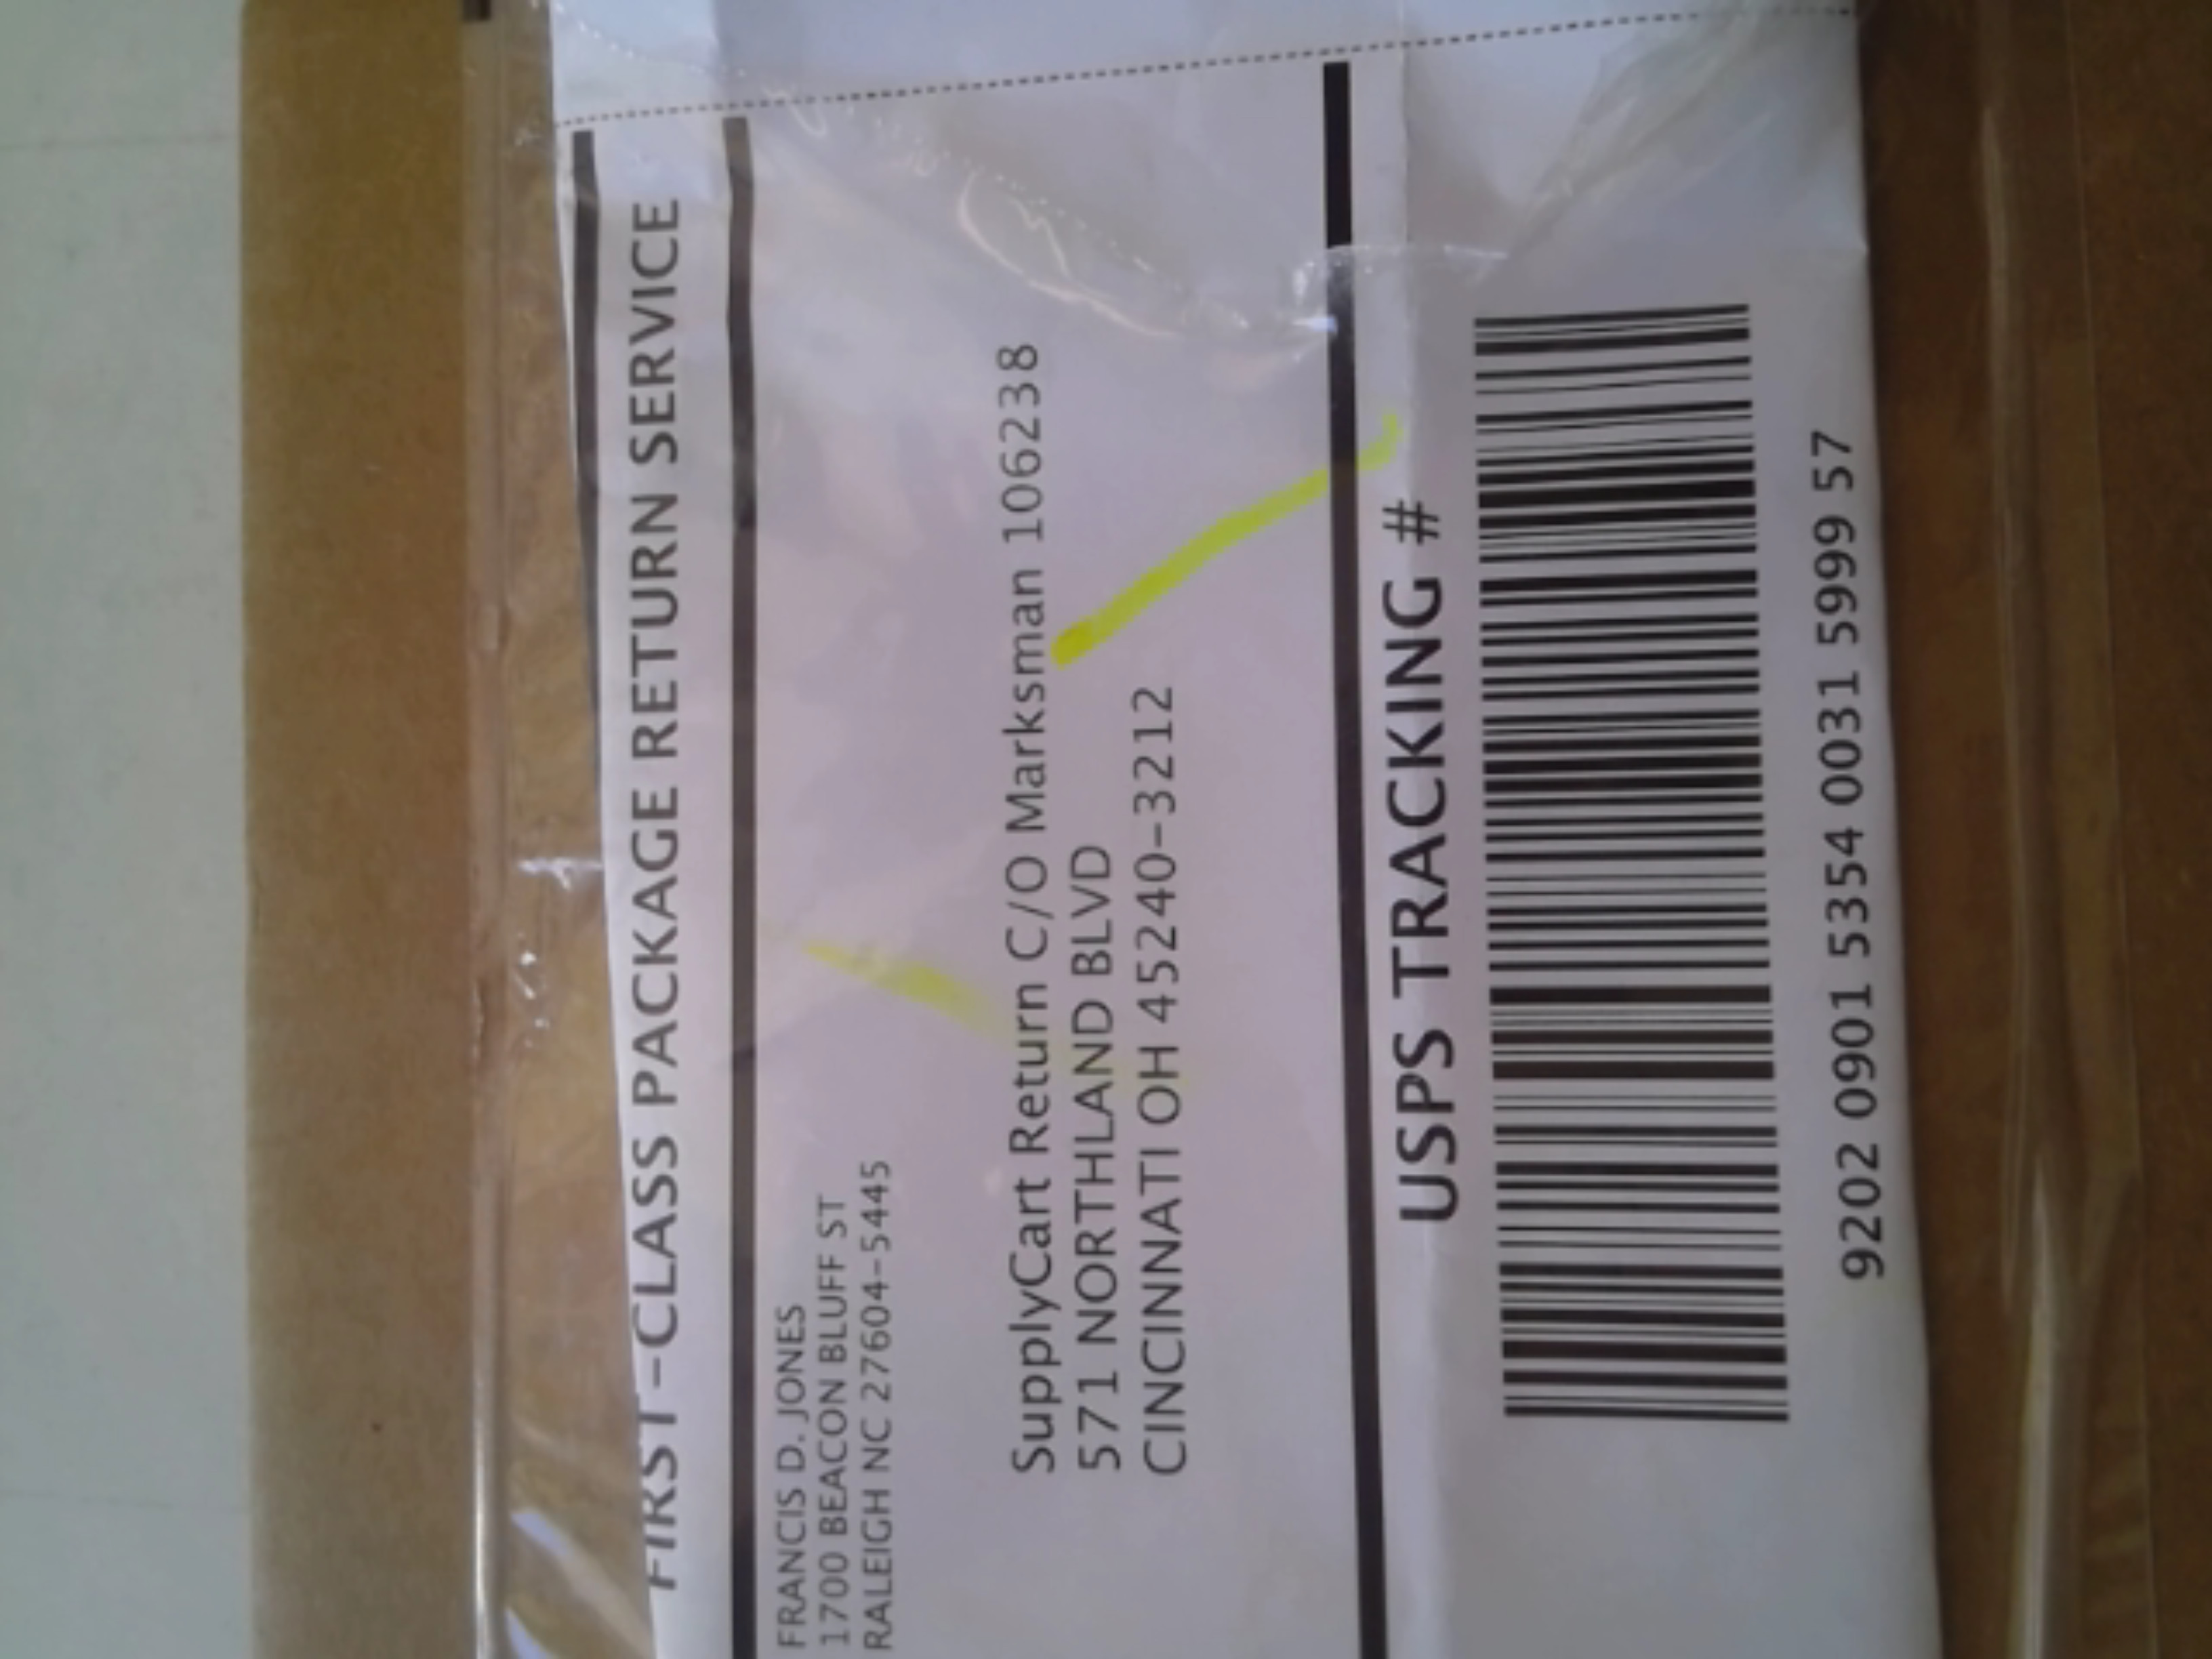 FIRST-CLASS PACKAGE RETURN SERVICE
FRANCIS D. JONES
1700 BEACON BLUFF ST
RALEIGH NC 27604-5445
SupplyCart Return C/O Marksman 106238
571 NORTHLAND BLVD
CINCINNATI OH 45240-3212
USPS TRACKING #
9202 0901 5354 0031 5999 57